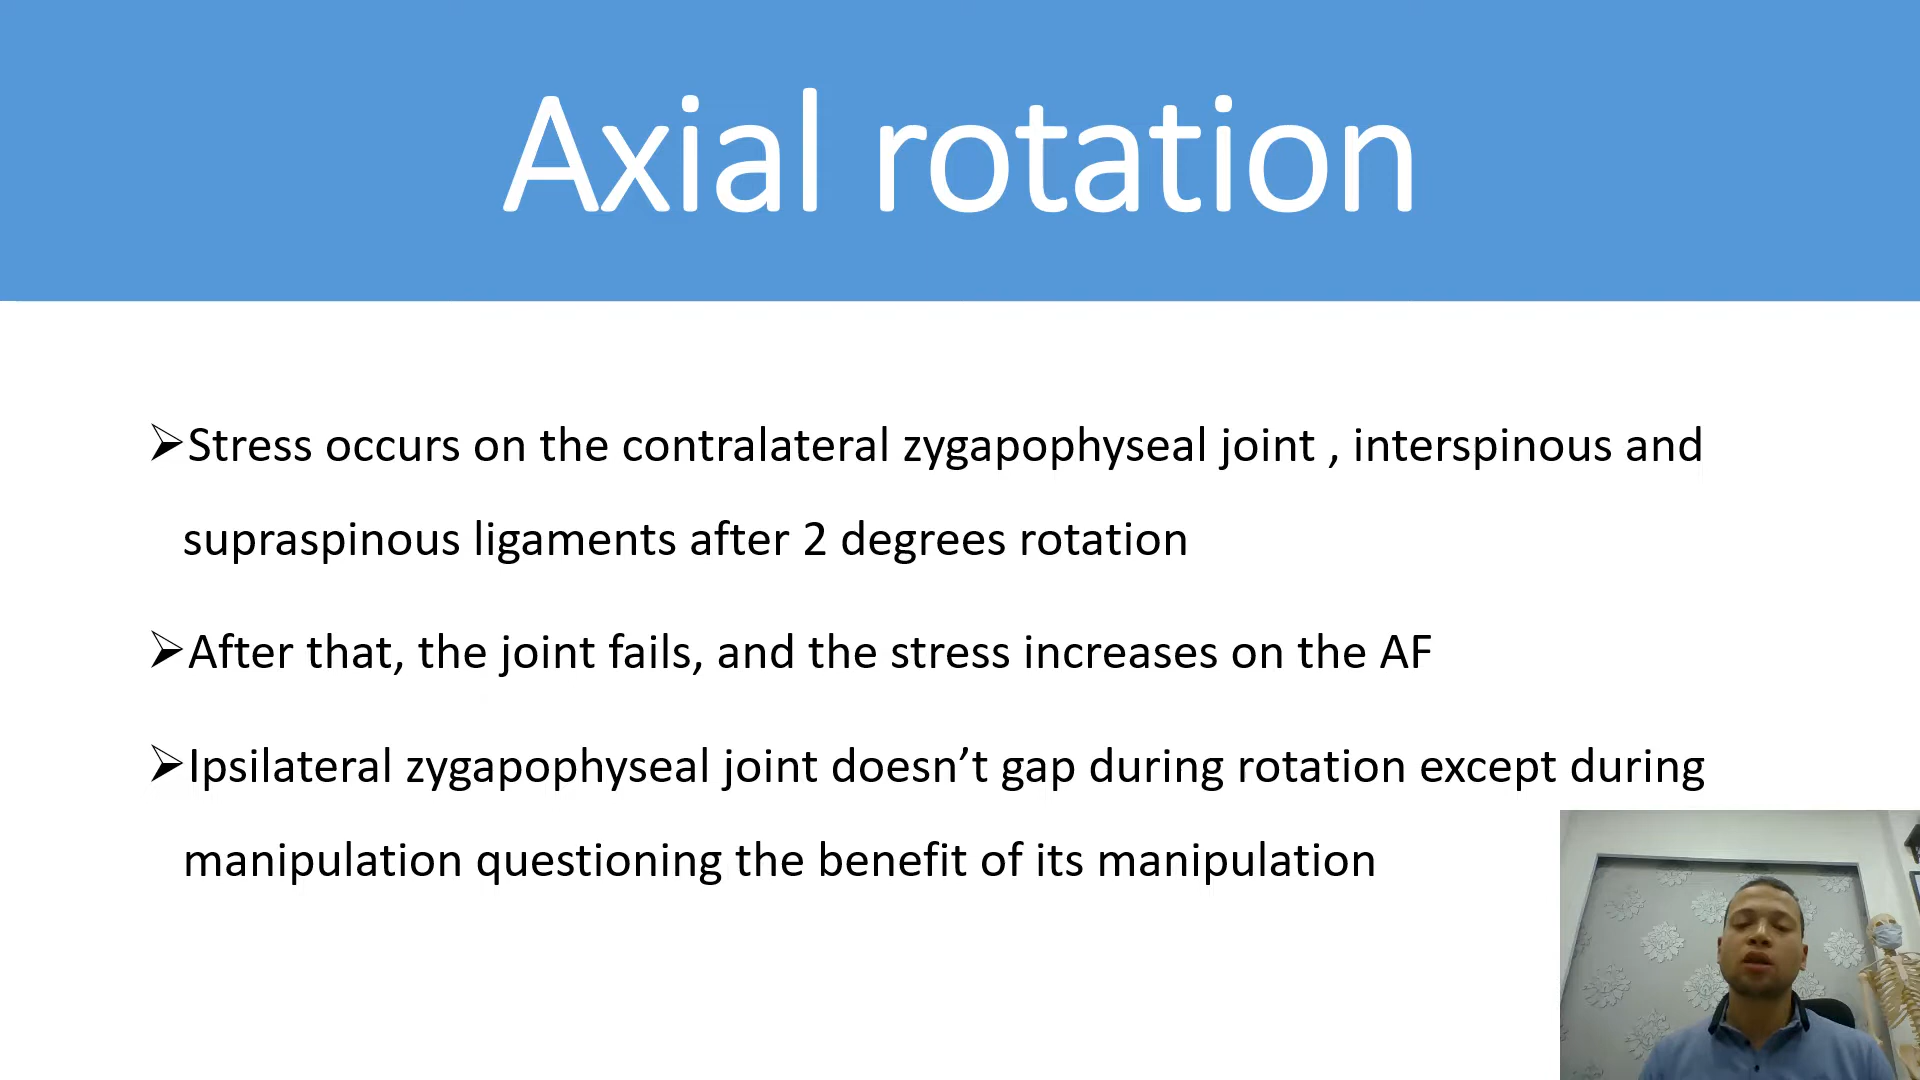 Axial rotation
➢Stress occurs on the contralateral zygapophyseal joint , interspinous and
supraspinous ligaments after 2 degrees rotation
➢After that, the joint fails, and the stress increases on the AF
➢Ipsilateral zygapophyseal joint doesn’t gap during rotation except during
manipulation questioning the benefit of its manipulation